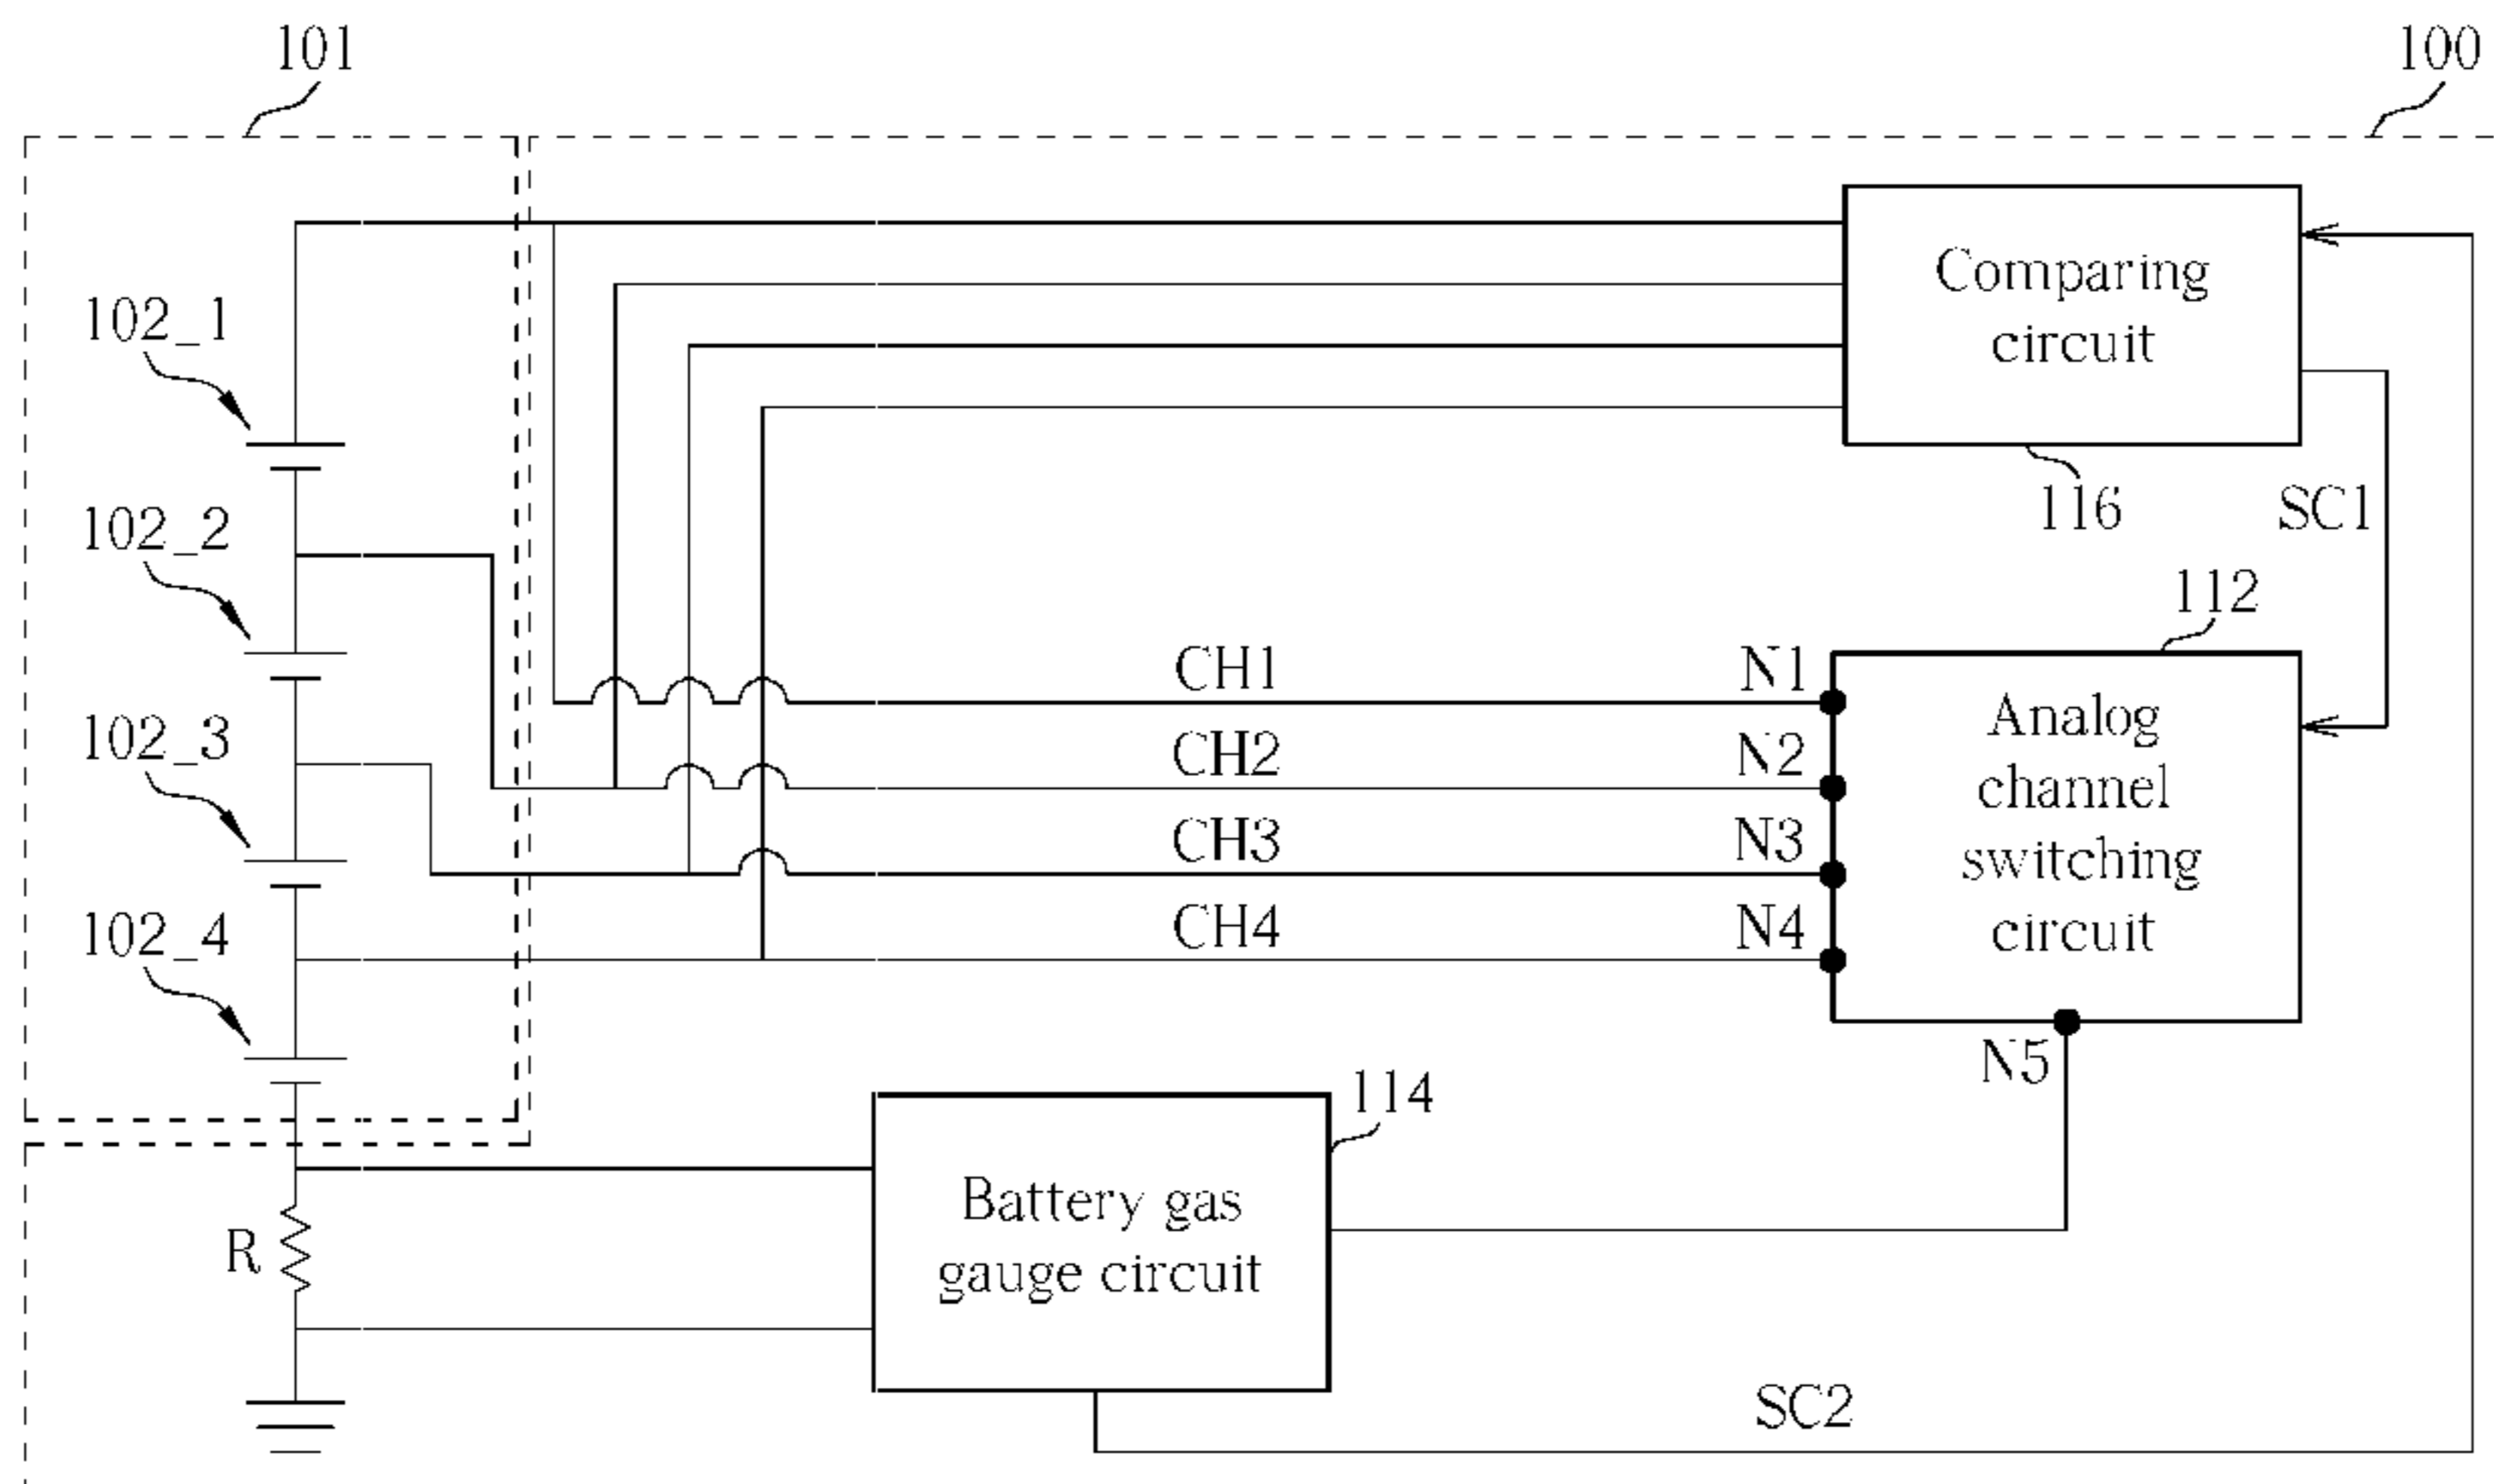 101
100
102_1
Comparing
circuit
116
SC1
102_2
112
CH1
N1
Analog
channel
switching
circuit
102_3
CH2
N2
CH3
N3
102_4
CH4
N4
N5
114
Battery gas
gauge circuit
R
SC2